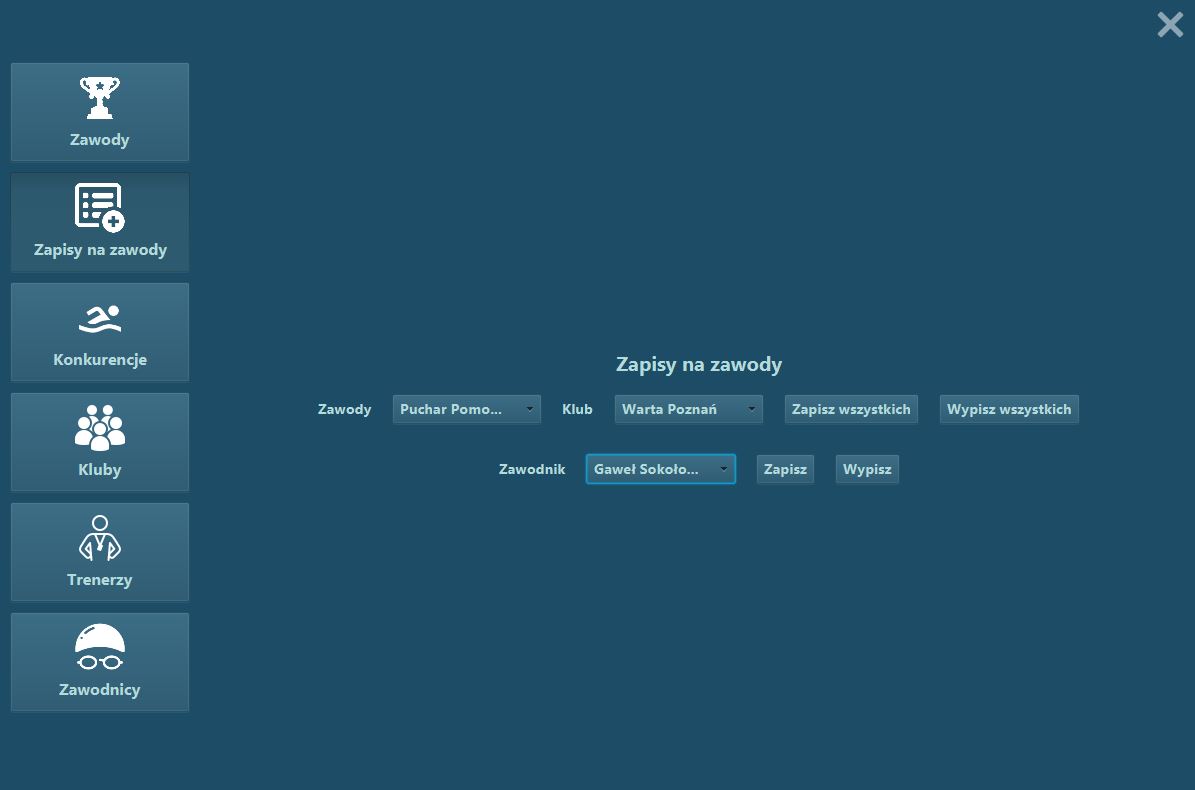 Zawody
Zapisy na zawody
Konkurencje
Kluby
Trenerzy
Zawodnicy
Zapisy na zawody
Zawody Puchar Pomo... Klub Warta Poznań Zapisz wszystkich Wypisz wszystkich
Zawodnik Gaweł Sokoło... Zapisz Wypisz